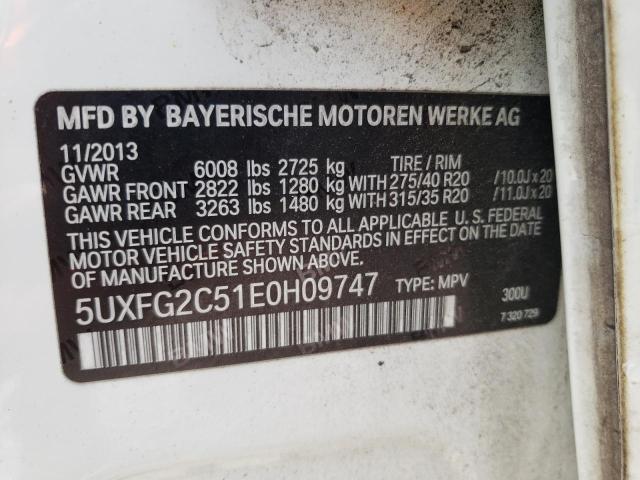 MFD BY BAYERISCHE MOTOREN WERKE AG
11/2013
GVWR 6008 lbs 2725 kg TIRE / RIM
GAWR FRONT 2822 lbs 1280 kg WITH 275/40 R20 /10.0J x 20
GAWR REAR 3263 lbs 1480 kg WITH 315/35 R20 /11.0J x 20
THIS VEHICLE CONFORMS TO ALL APPLICABLE U.S. FEDERAL
MOTOR VEHICLE SAFETY STANDARDS IN EFFECT ON THE
DATE OF MANUFACTURE SHOWN ABOVE.
5UXFG2C51E0H09747 TYPE: MPV 300U
7 320 729